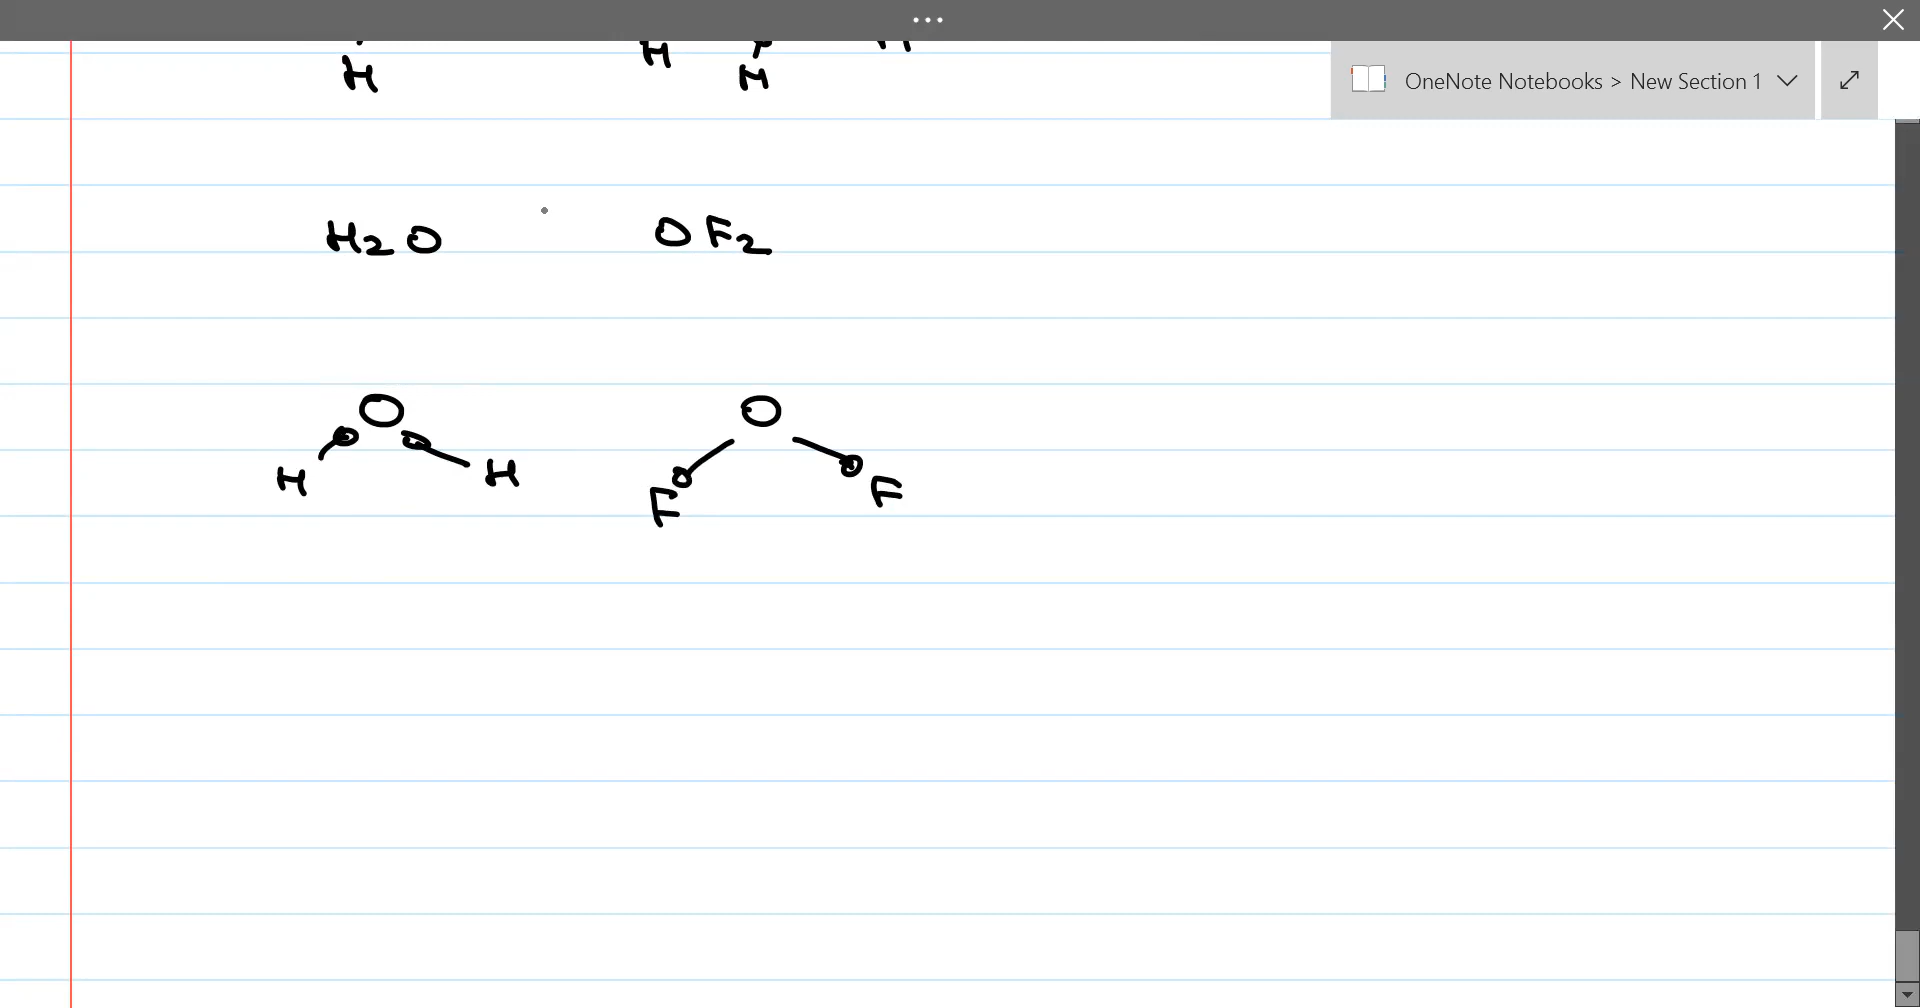 OneNote Notebooks > New Section 1
H
H
H
H
H2O OF2
O O
H H
F F